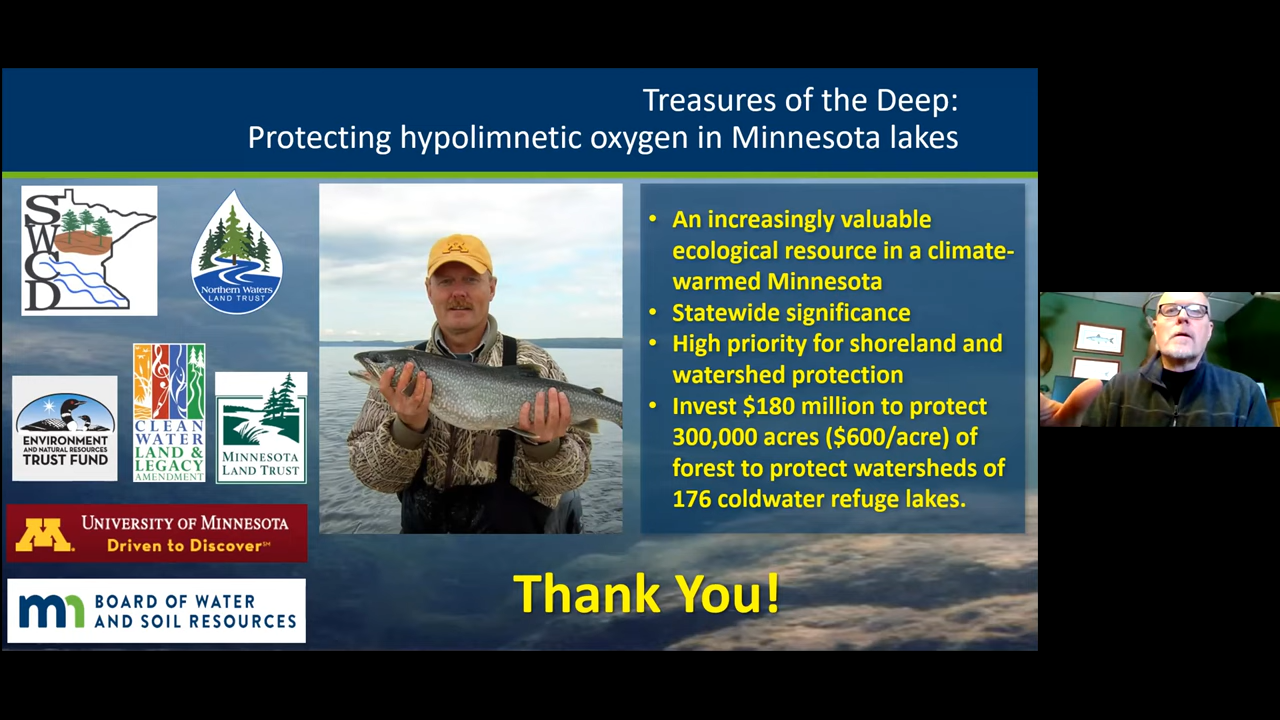 Treasures of the Deep:
Protecting hypolimnetic oxygen in Minnesota lakes
SWCD
NORTHERN WATERS
LAND TRUST
ENVIRONMENT
AND NATURAL RESOURCES
TRUST FUND
CLEAN
WATER
LAND &
LEGACY
AMENDMENT
MINNESOTA
LAND TRUST
UNIVERSITY OF MINNESOTA
Driven to Discover℠
BOARD OF WATER
AND SOIL RESOURCES
• An increasingly valuable
ecological resource in a climate-
warmed Minnesota
• Statewide significance
• High priority for shoreland and
watershed protection
• Invest $180 million to protect
300,000 acres ($600/acre) of
forest to protect watersheds of
176 coldwater refuge lakes.
Thank You!